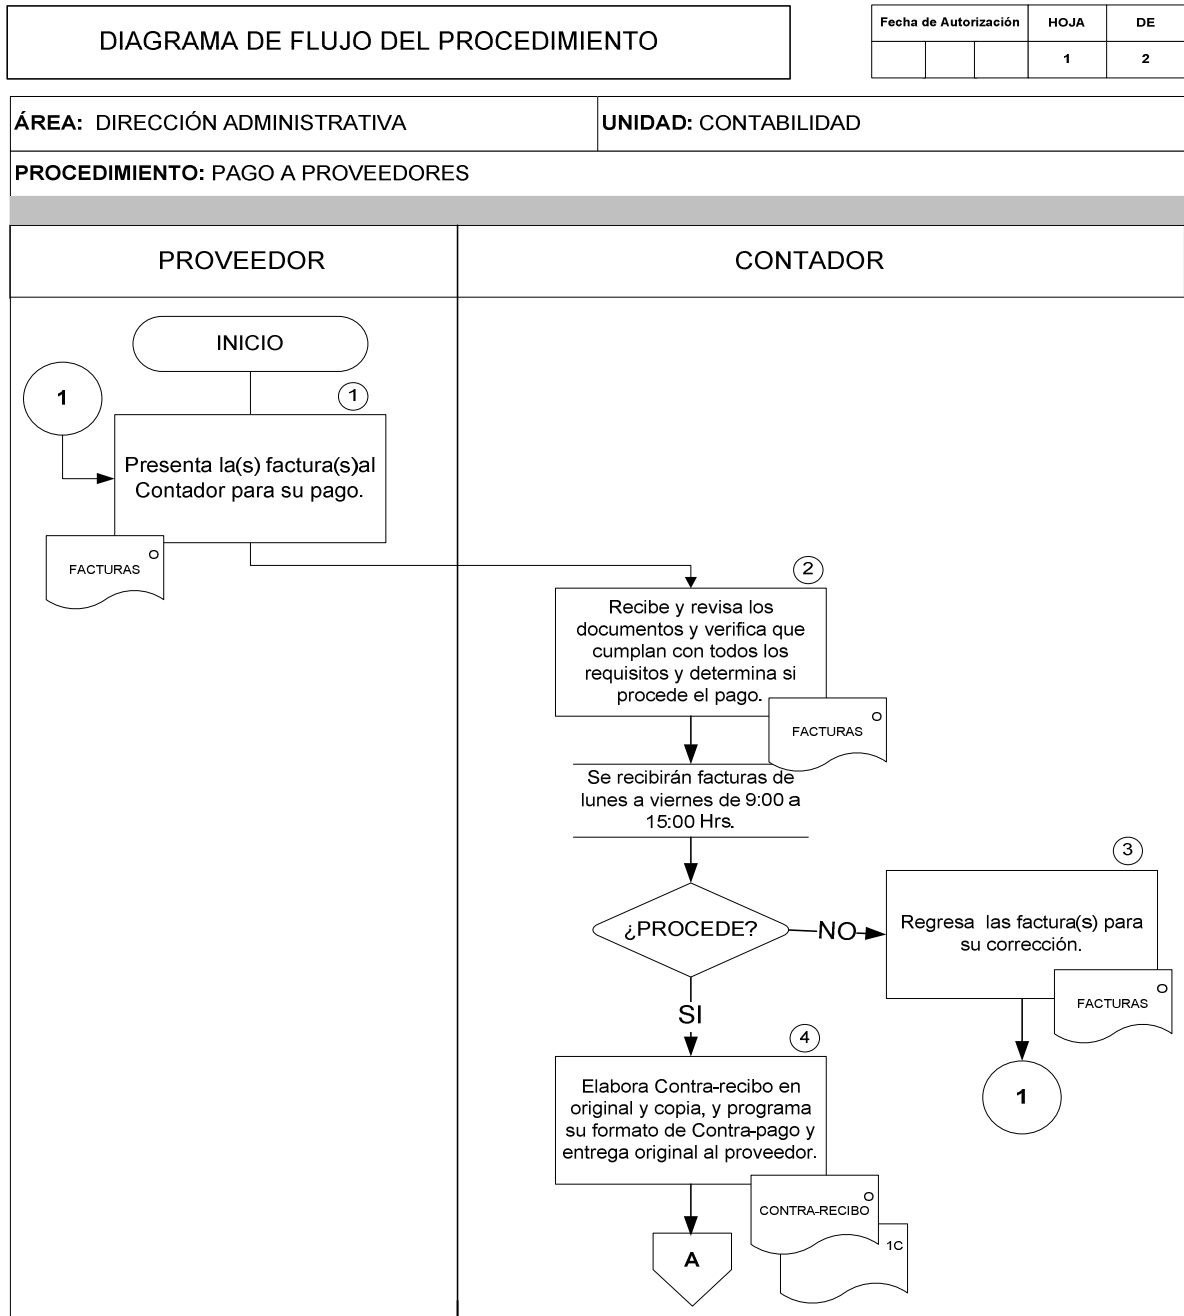 DIAGRAMA DE FLUJO DEL PROCEDIMIENTO
Fecha de Autorización HOJA DE
1 2
ÁREA: DIRECCIÓN ADMINISTRATIVA
UNIDAD: CONTABILIDAD
PROCEDIMIENTO: PAGO A PROVEEDORES
PROVEEDOR
CONTADOR
INICIO
1
1
Presenta la(s) factura(s)al
Contador para su pago.
FACTURAS
O
2
Recibe y revisa los
documentos y verifica que
cumplan con todos los
requisitos y determina si
procede el pago.
FACTURAS
O
Se recibirán facturas de
lunes a viernes de 9:00 a
15:00 Hrs.
¿PROCEDE?
NO
3
Regresa las factura(s) para
su corrección.
FACTURAS
O
1
SI
4
Elabora Contra-recibo en
original y copia, y programa
su formato de Contra-pago y
entrega original al proveedor.
CONTRA-RECIBO
O
1C
A